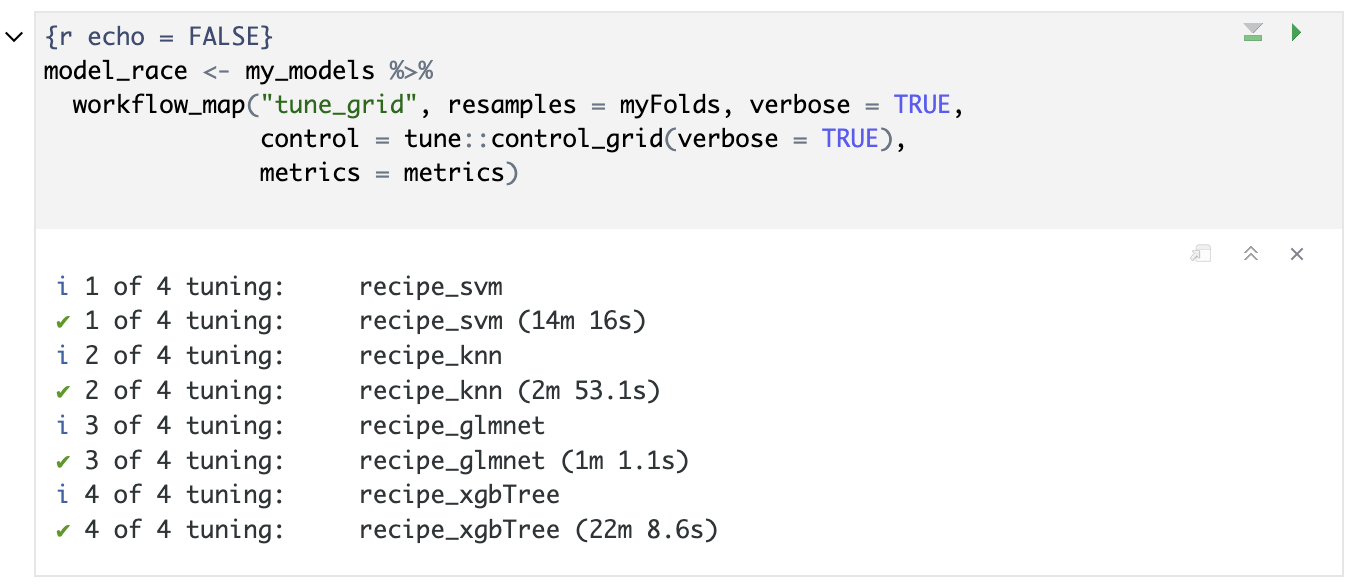 {r echo = FALSE}
model_race <- my_models %>%
  workflow_map("tune_grid", resamples = myFolds, verbose = TRUE,
               control = tune::control_grid(verbose = TRUE),
               metrics = metrics)
i 1 of 4 tuning:     recipe_svm
✔ 1 of 4 tuning:     recipe_svm (14m 16s)
i 2 of 4 tuning:     recipe_knn
✔ 2 of 4 tuning:     recipe_knn (2m 53.1s)
i 3 of 4 tuning:     recipe_glmnet
✔ 3 of 4 tuning:     recipe_glmnet (1m 1.1s)
i 4 of 4 tuning:     recipe_xgbTree
✔ 4 of 4 tuning:     recipe_xgbTree (22m 8.6s)